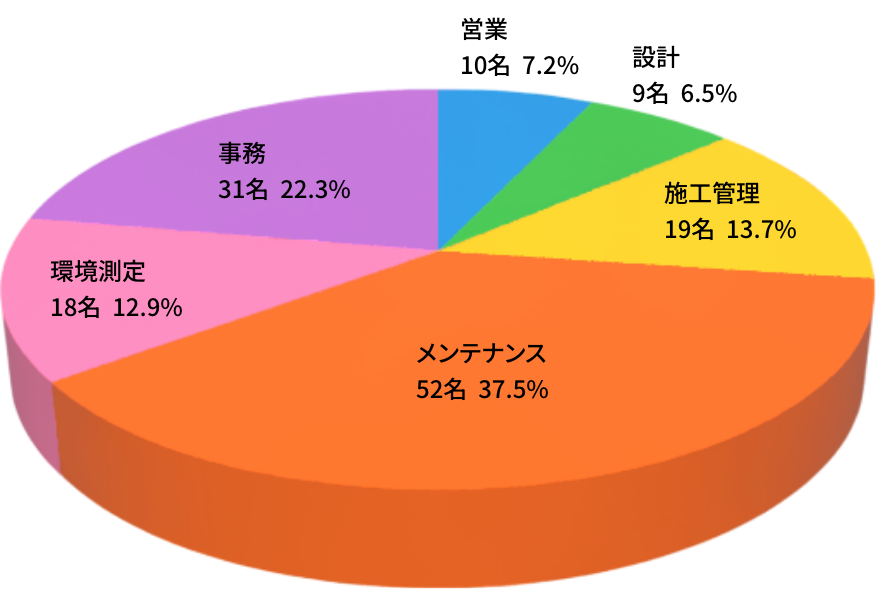 営業
10名 7.2%
設計
9名 6.5%
施工管理
19名 13.7%
メンテナンス
52名 37.5%
環境測定
18名 12.9%
事務
31名 22.3%